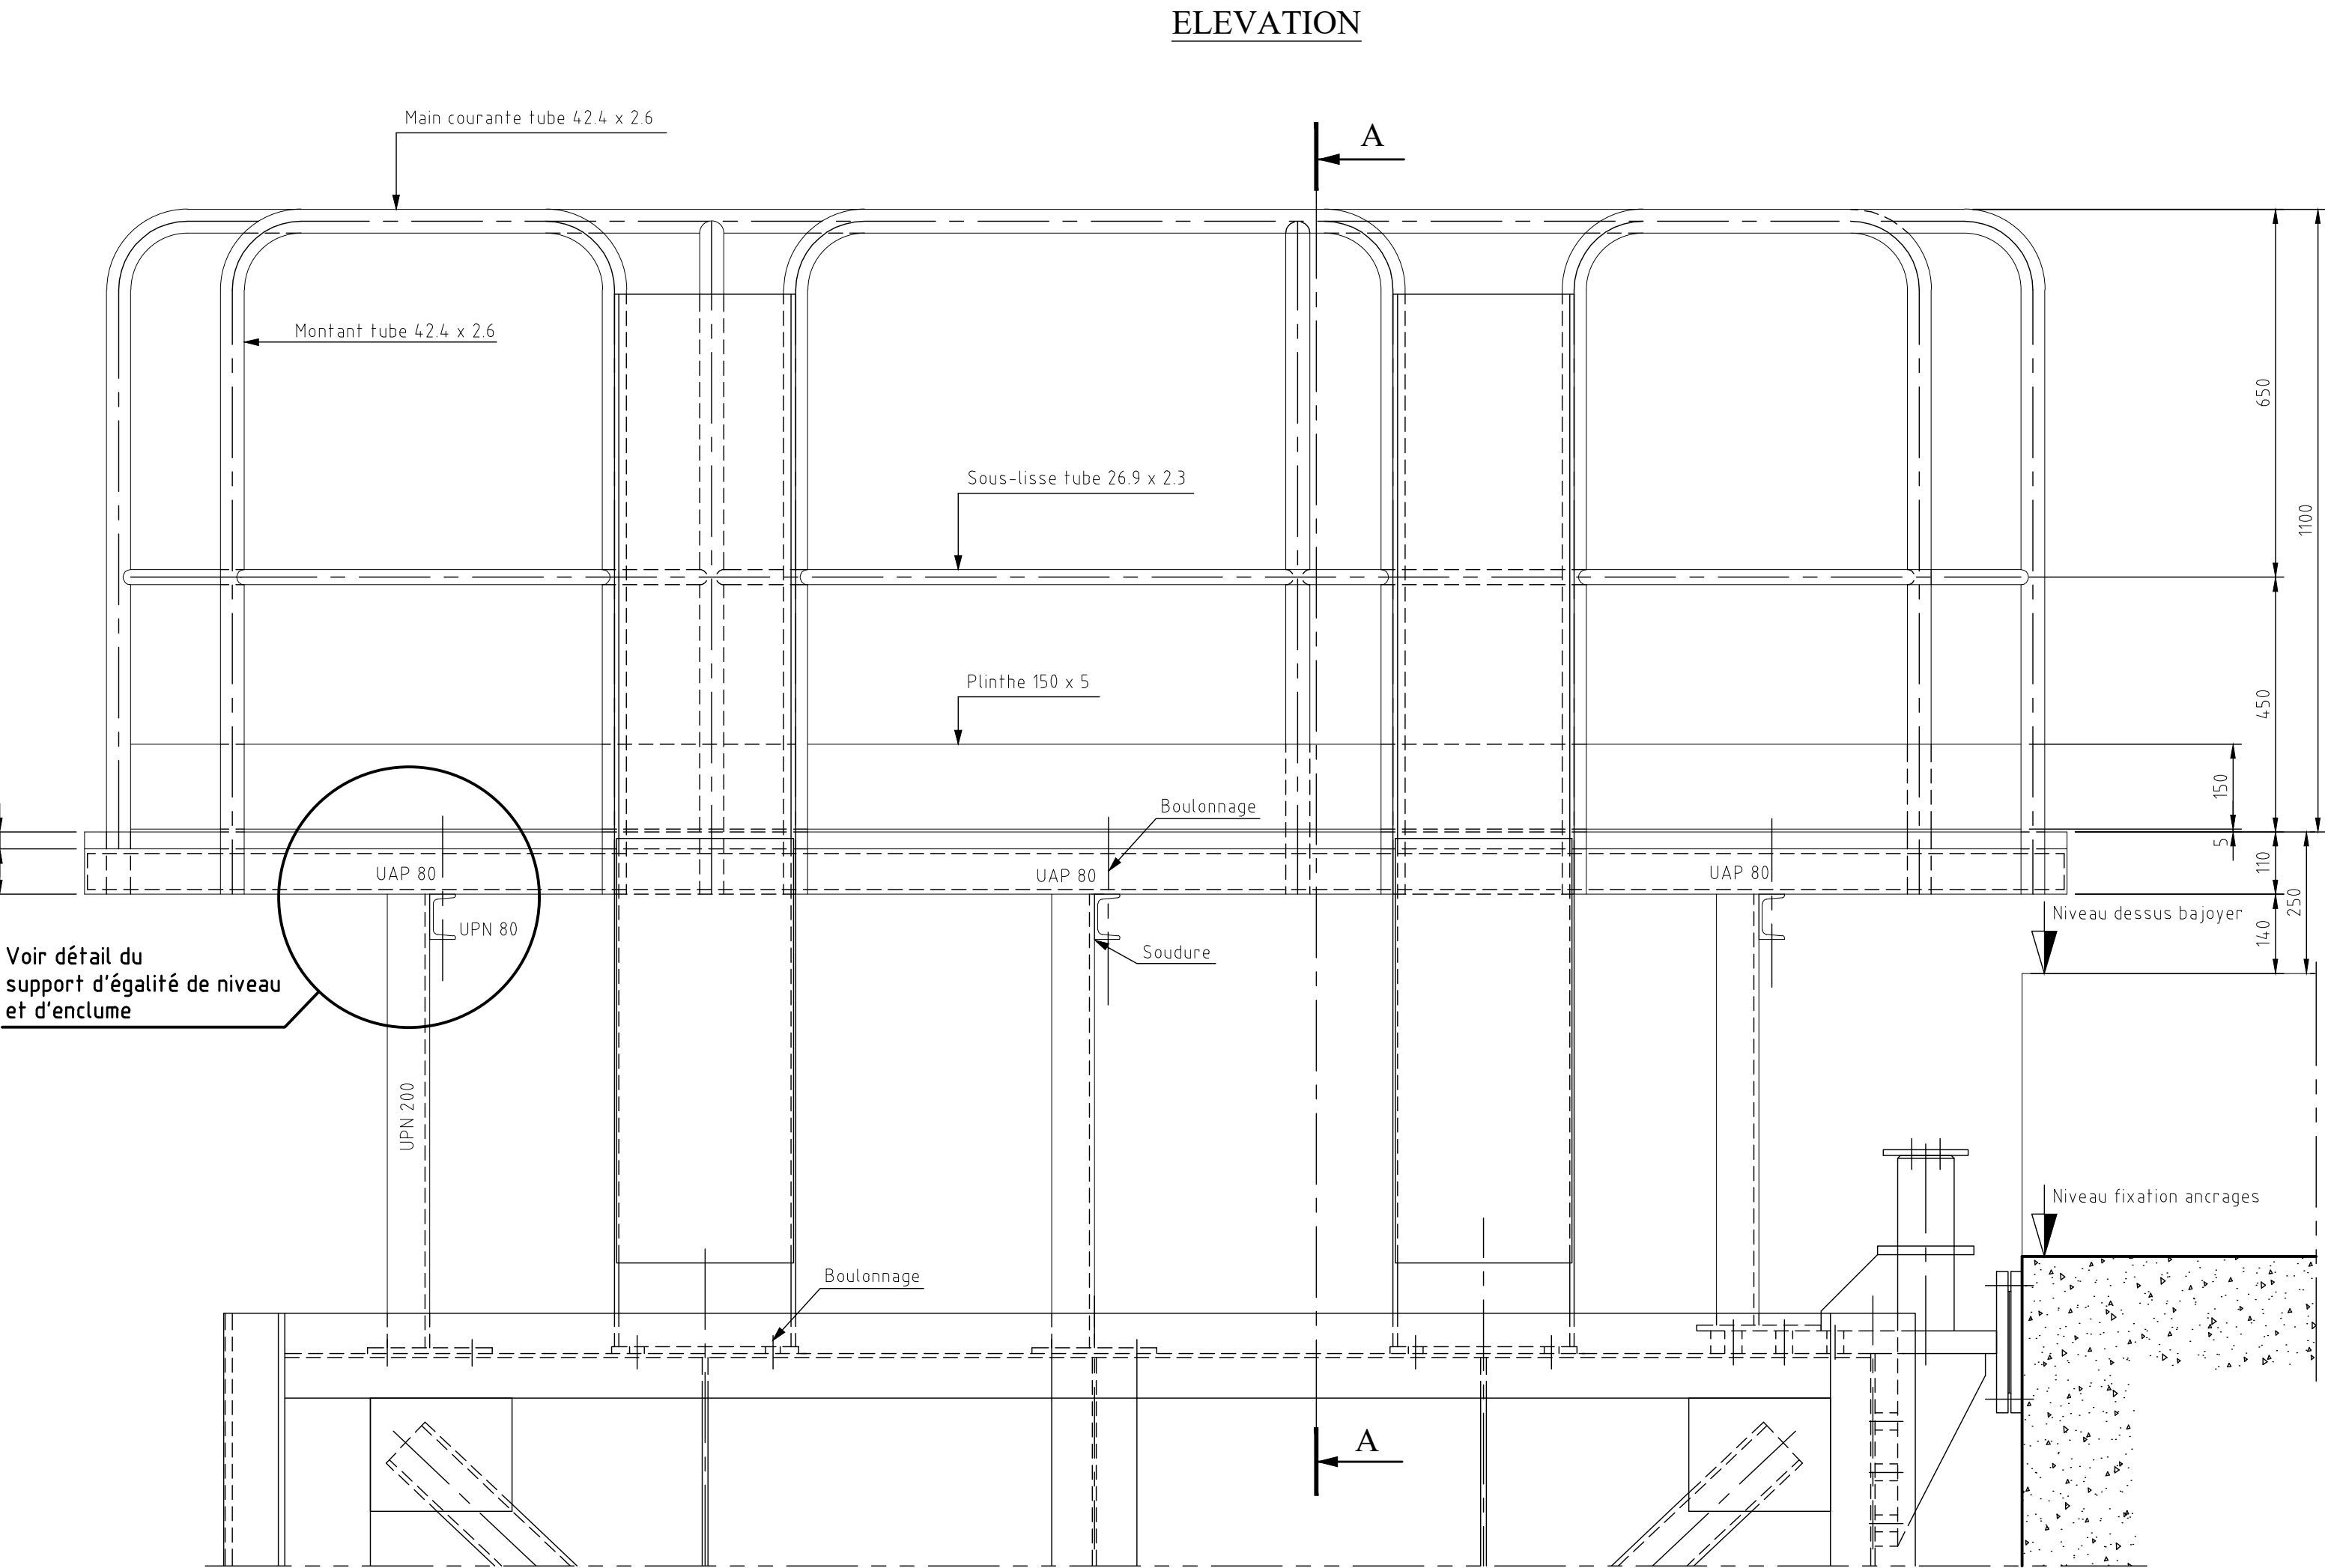 ELEVATION
Main courante tube 42.4 x 2.6
A
Montant tube 42.4 x 2.6
650
1100
Sous-lisse tube 26.9 x 2.3
Plinthe 150 x 5
450
150
Boulonnage
5
110
UAP 80
UAP 80
UAP 80
250
Niveau dessus bajoyer
UPN 80
140
Soudure
Voir détail du
support d'égalité de niveau
et d'enclume
UPN 200
Niveau fixation ancrages
Boulonnage
A